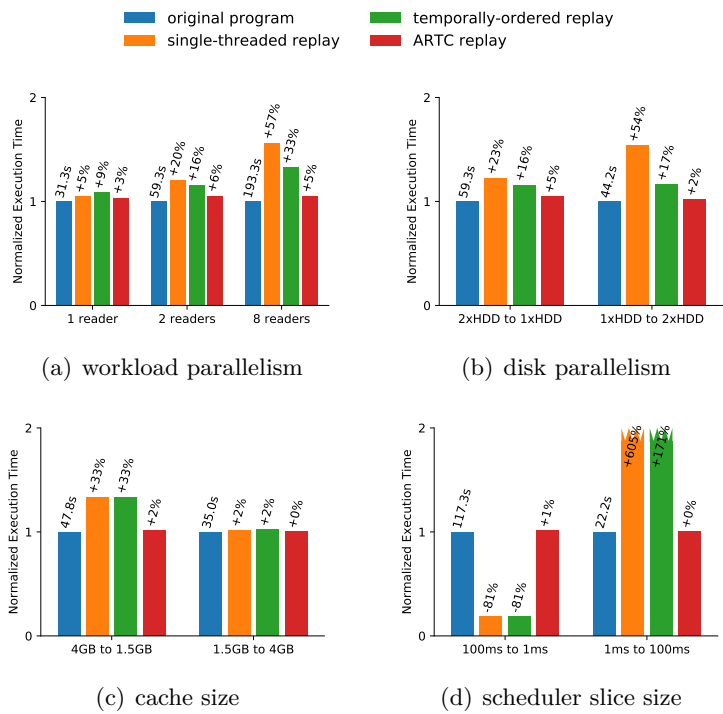 original program
single-threaded replay
temporally-ordered replay
ARTC replay
Normalized Execution Time
2
1
0
31.3s
+5%
+9%
+3%
59.3s
+20%
+16%
+6%
193.3s
+57%
+33%
+5%
1 reader
2 readers
8 readers
(a) workload parallelism
Normalized Execution Time
2
1
0
59.3s
+23%
+16%
+5%
44.2s
+54%
+17%
+2%
2xHDD to 1xHDD
1xHDD to 2xHDD
(b) disk parallelism
Normalized Execution Time
2
1
0
47.8s
+33%
+33%
+2%
35.0s
+2%
+2%
+0%
4GB to 1.5GB
1.5GB to 4GB
(c) cache size
Normalized Execution Time
2
1
0
117.3s
-81%
-81%
+1%
22.2s
+605%
+171%
+0%
100ms to 1ms
1ms to 100ms
(d) scheduler slice size